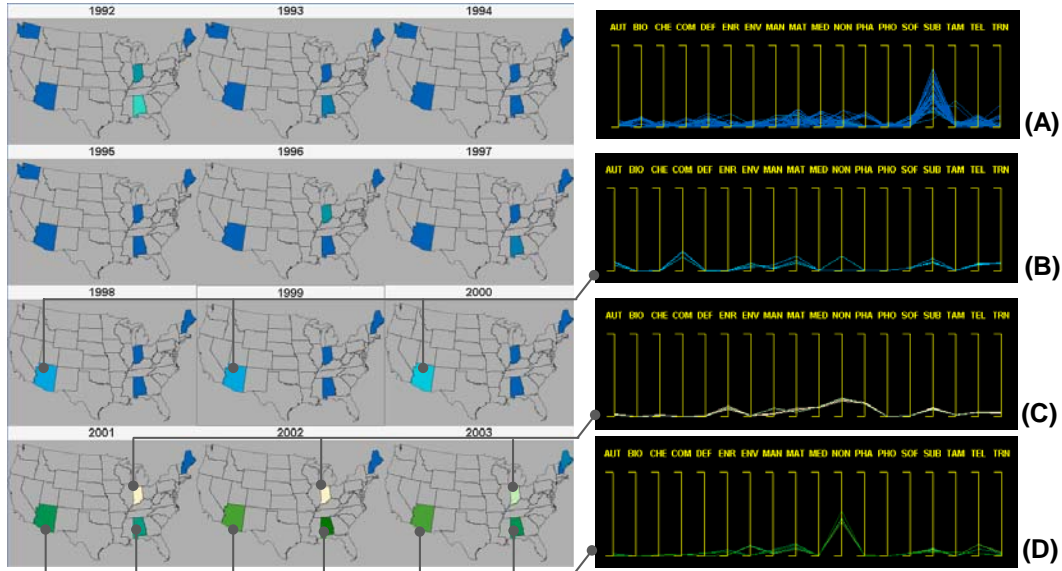 1992 1993 1994
1995 1996 1997
1998 1999 2000
2001 2002 2003
AUT BIO CHE COM DEF ENR ENV MAN MAT MED NON PHA PHO SOF SUB TAM TEL TRN
(A)
AUT BIO CHE COM DEF ENR ENV MAN MAT MED NON PHA PHO SOF SUB TAM TEL TRN
(B)
AUT BIO CHE COM DEF ENR ENV MAN MAT MED NON PHA PHO SOF SUB TAM TEL TRN
(C)
AUT BIO CHE COM DEF ENR ENV MAN MAT MED NON PHA PHO SOF SUB TAM TEL TRN
(D)